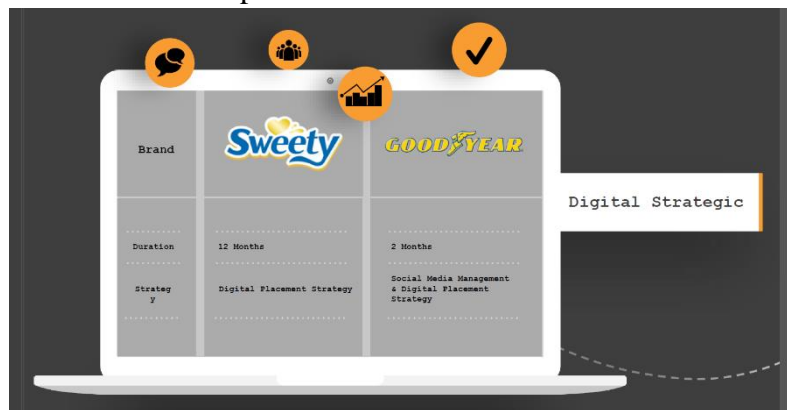 Brand
Sweety
GOODYEAR
Digital Strategic
Duration
12 Months
2 Months
Strateg
y
Digital Placement Strategy
Social Media Management
& Digital Placement
Strategy